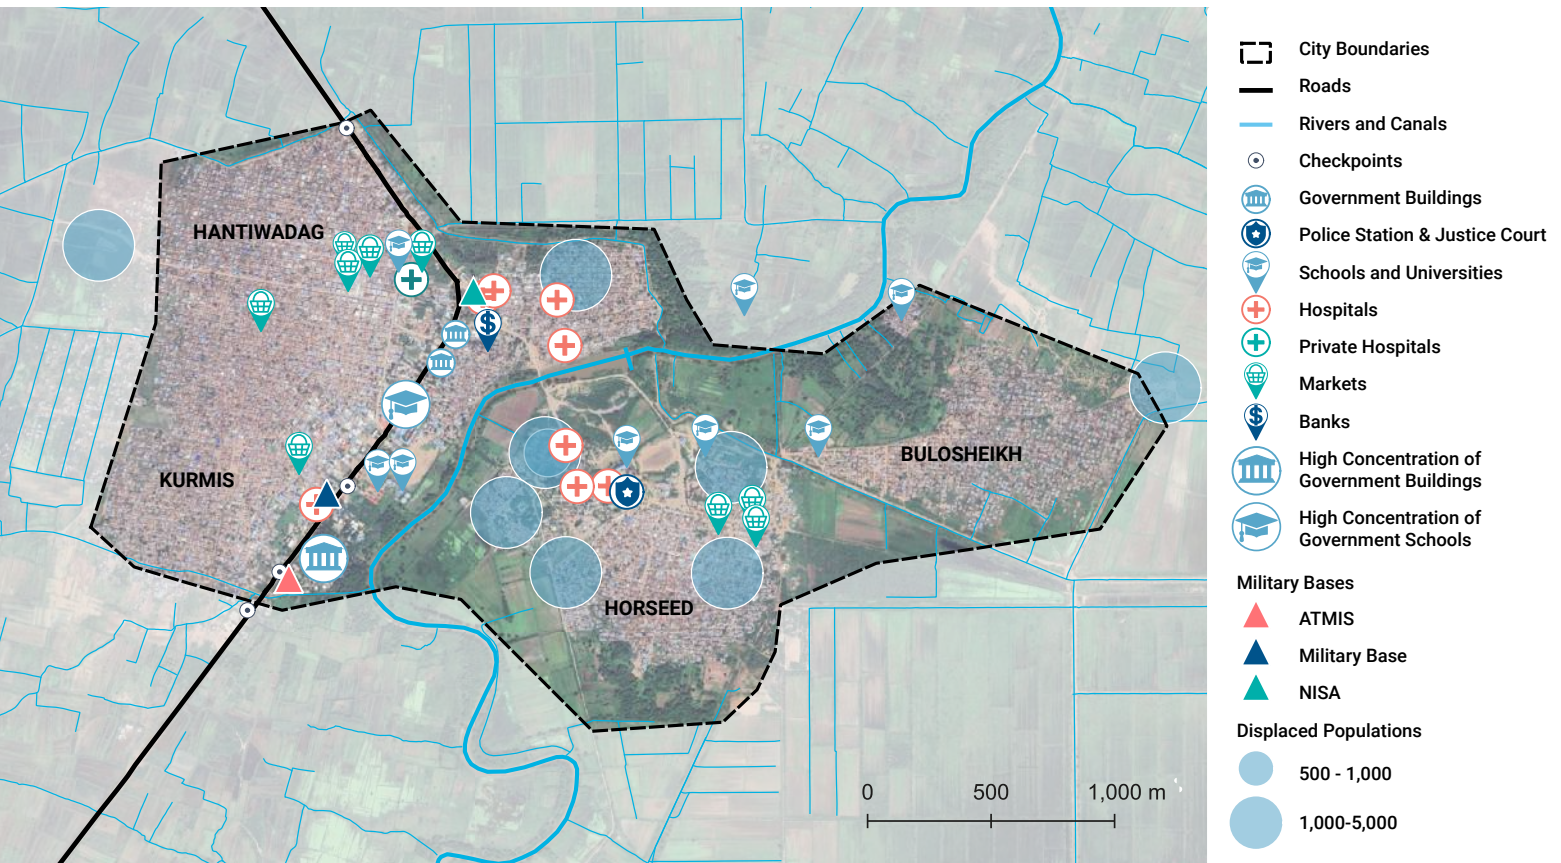 HANTIWADAG
KURMIS
BULOSHEIKH
HORSEED
$
0 500 1,000 m
City Boundaries
Roads
Rivers and Canals
Checkpoints
Government Buildings
Police Station & Justice Court
Schools and Universities
Hospitals
Private Hospitals
Markets
$
Banks
High Concentration of
Government Buildings
High Concentration of
Government Schools
Military Bases
ATMIS
Military Base
NISA
Displaced Populations
500 - 1,000
1,000-5,000